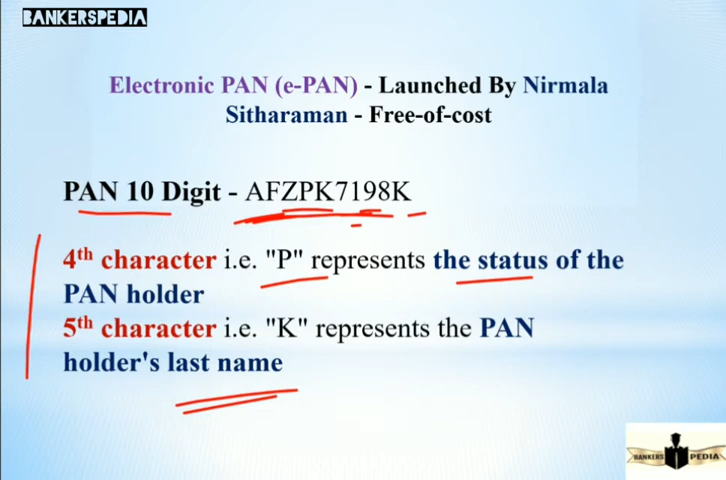 BANKERSPEDIA
Electronic PAN (e-PAN) - Launched By Nirmala
Sitharaman - Free-of-cost
PAN 10 Digit - AFZPK7198K
4th character i.e. "P" represents the status of the
PAN holder
5th character i.e. "K" represents the PAN
holder's last name
BANKERS PEDIA